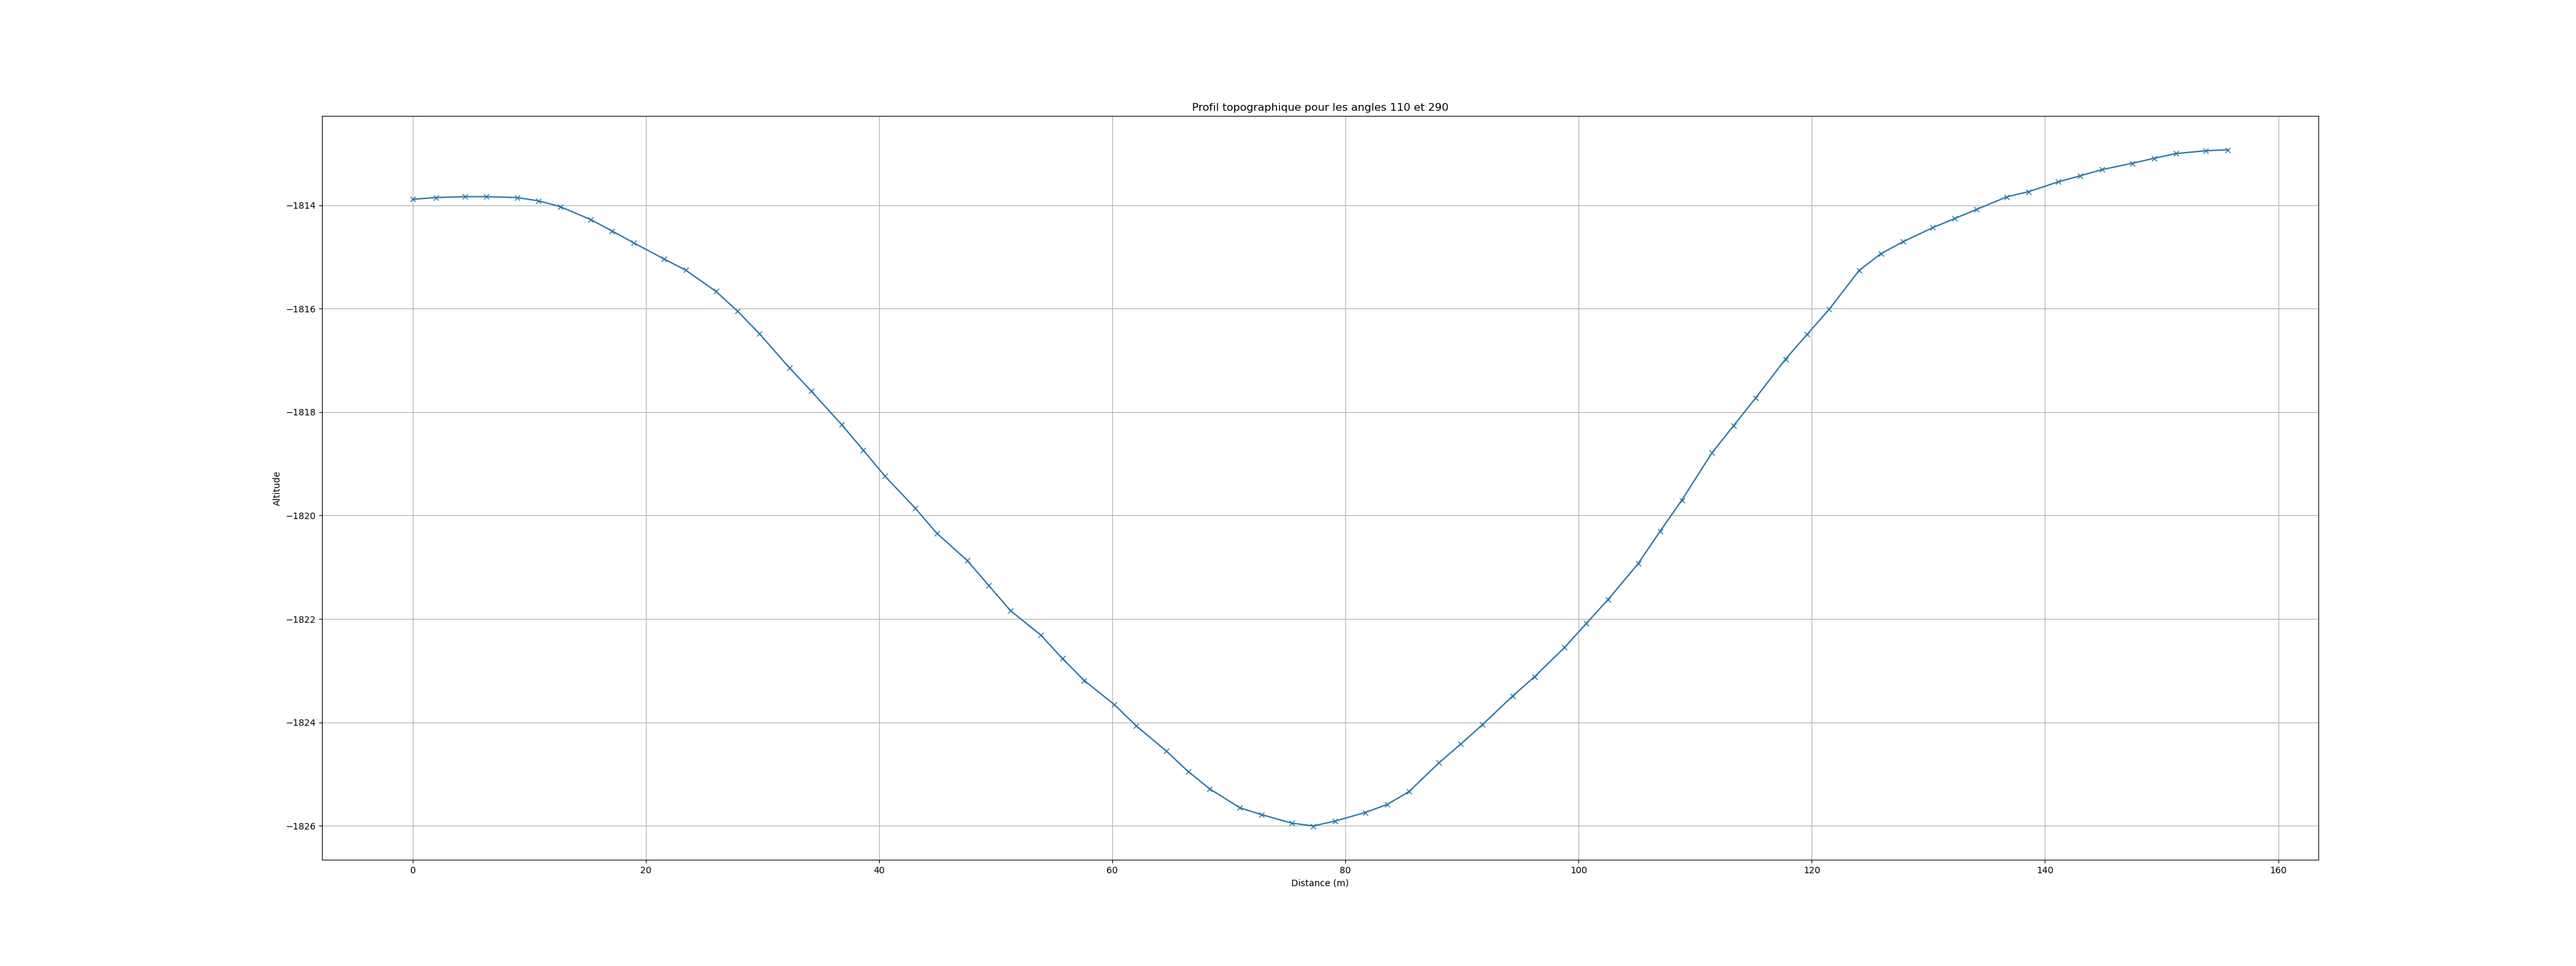 Profil topographique pour les angles 110 et 290
−1814
−1816
−1818
−1820
−1822
−1824
−1826
Altitude
0 20 40 60 80 100 120 140 160
Distance (m)